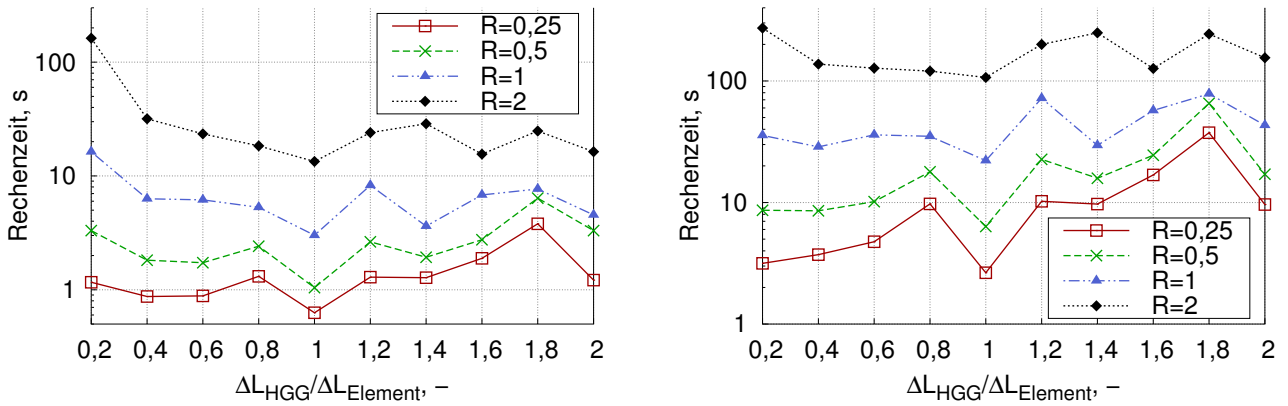 100
10
1
Rechenzeit, s
R=0,25
R=0,5
R=1
R=2
0,2 0,4 0,6 0,8 1 1,2 1,4 1,6 1,8 2
ΔL_HGG/ΔL_Element, –
100
10
1
Rechenzeit, s
R=0,25
R=0,5
R=1
R=2
0,2 0,4 0,6 0,8 1 1,2 1,4 1,6 1,8 2
ΔL_HGG/ΔL_Element, –